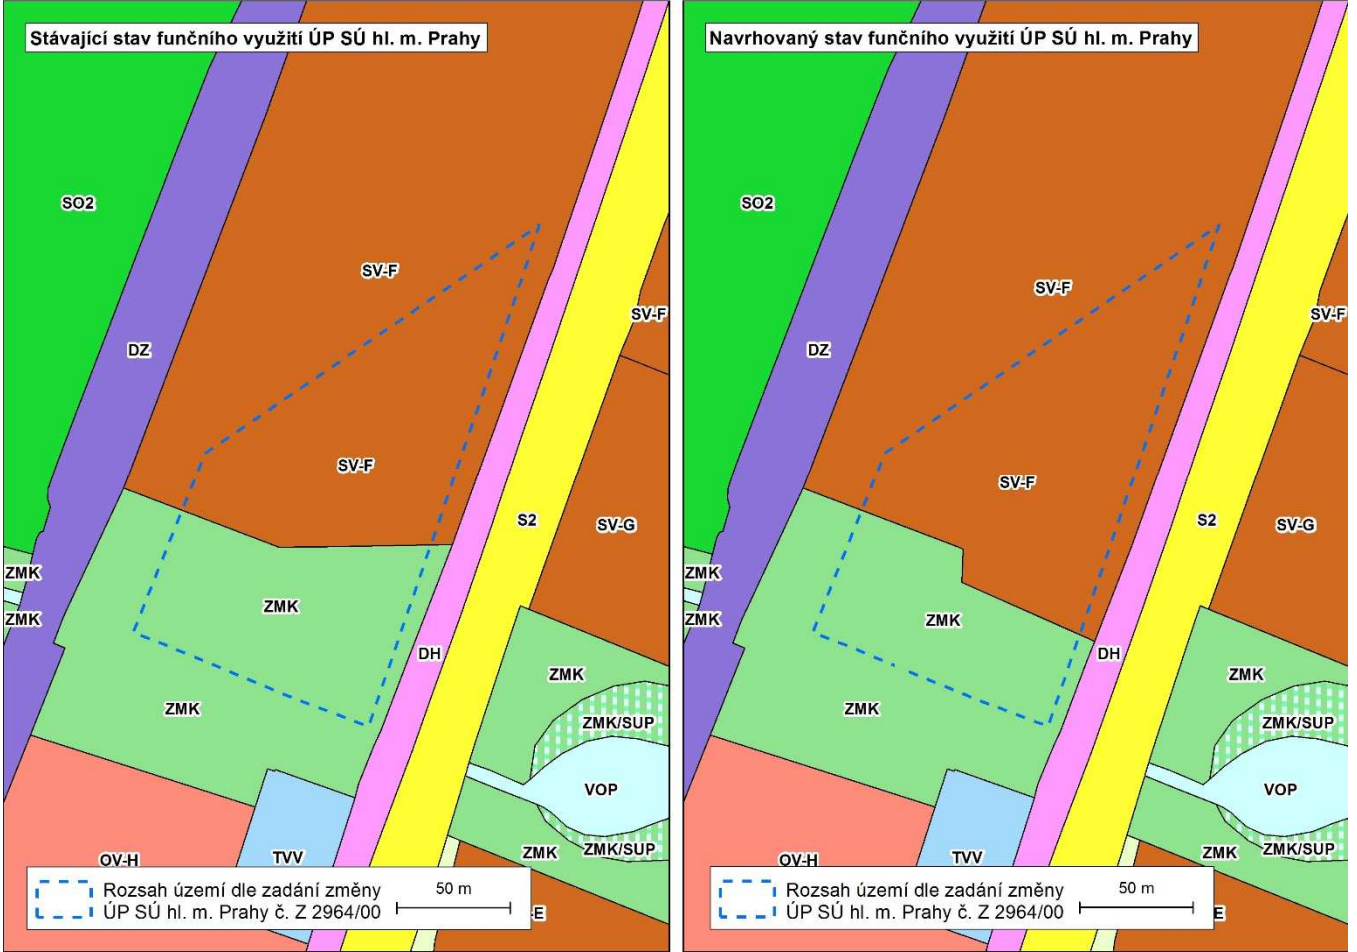 Stávající stav funčního využití ÚP SÚ hl. m. Prahy
SO2
SV-F
SV-F
DZ
SV-F
S2
SV-G
ZMK
ZMK
ZMK
DH
ZMK
ZMK
ZMK/SUP
VOP
ZMK/SUP
ZMK
OV-H
TVV
-E
Rozsah území dle zadání změny
ÚP SÚ hl. m. Prahy č. Z 2964/00
50 m
Navrhovaný stav funčního využití ÚP SÚ hl. m. Prahy
SO2
SV-F
SV-F
DZ
SV-F
S2
SV-G
ZMK
ZMK
ZMK
DH
ZMK
ZMK
ZMK/SUP
VOP
ZMK/SUP
ZMK
OV-H
TVV
E
Rozsah území dle zadání změny
ÚP SÚ hl. m. Prahy č. Z 2964/00
50 m